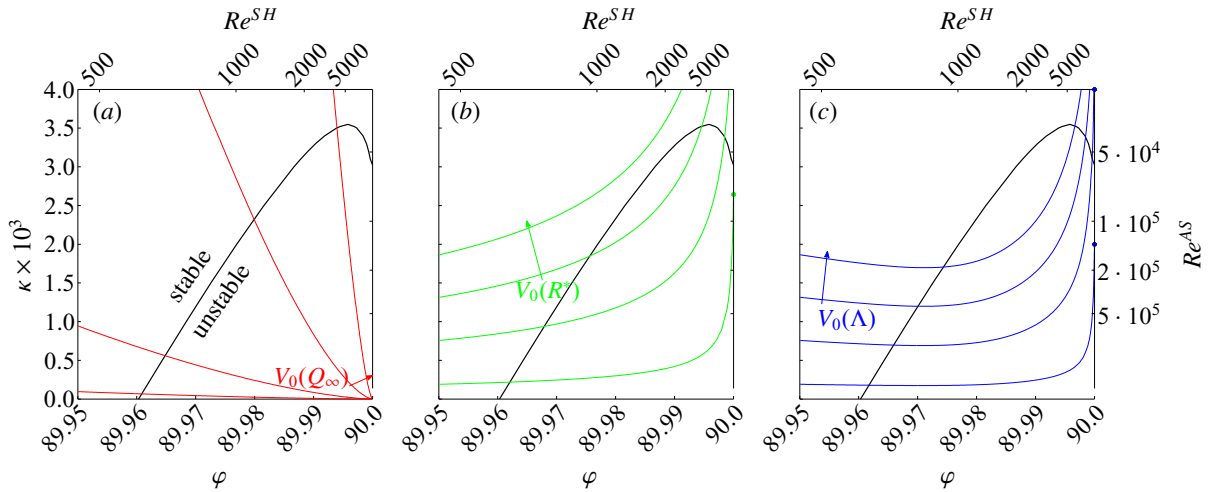 Re^{SH} Re^{SH} Re^{SH}
500 1000 2000 5000 500 1000 2000 5000 500 1000 2000 5000
(a) (b) (c)
4.0
3.5
3.0
2.5
2.0
1.5
1.0
0.5
0.0
κ × 10^3
stable
unstable
V_0(Q_∞)
V_0(R*)
V_0(Λ)
5 · 10^4
1 · 10^5
2 · 10^5
5 · 10^5
Re^{AS}
89.95 89.96 89.97 89.98 89.99 90.0 89.95 89.96 89.97 89.98 89.99 90.0 89.95 89.96 89.97 89.98 89.99 90.0
φ φ φ